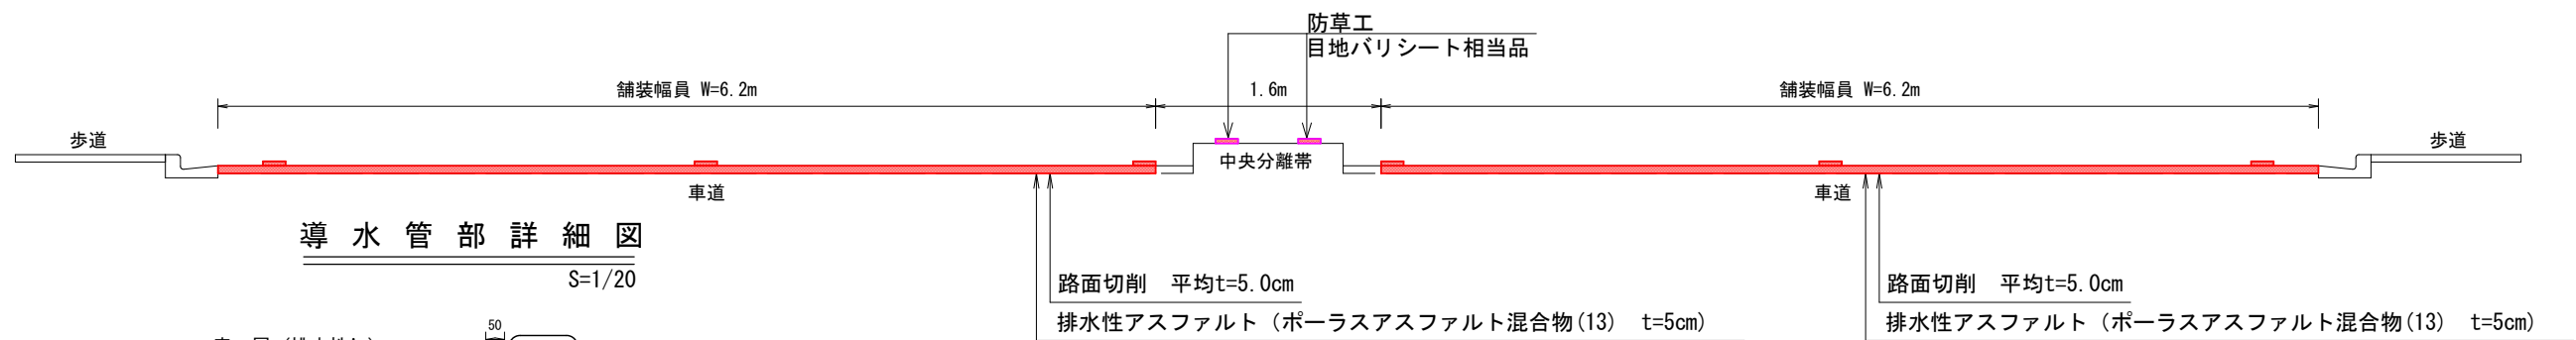 防草工
目地バリシート相当品
舗装幅員 W=6.2m
1.6m
舗装幅員 W=6.2m
歩道
歩道
中央分離帯
車道
車道
導水管部詳細図
S=1/20
路面切削 平均t=5.0cm
路面切削 平均t=5.0cm
排水性アスファルト（ポーラスアスファルト混合物(13) t=5cm)
排水性アスファルト（ポーラスアスファルト混合物(13) t=5cm)
50